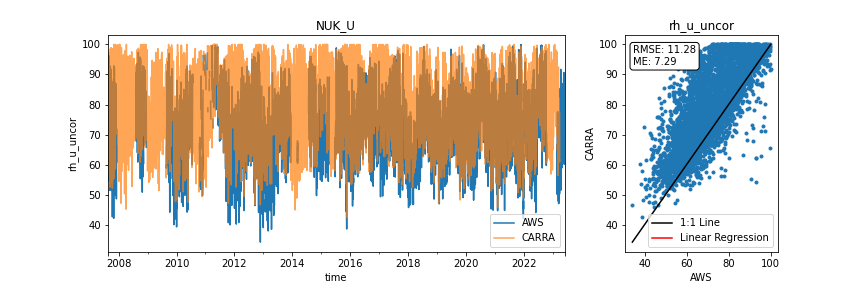 NUK_U
rh_u_uncor
100
90
80
70
60
50
40
rh_u_uncor
2008
2010
2012
2014
2016
2018
2020
2022
time
AWS
CARRA
rh_u_uncor
RMSE: 11.28
ME: 7.29
100
90
80
70
60
50
40
CARRA
1:1 Line
Linear Regression
40
60
80
100
AWS